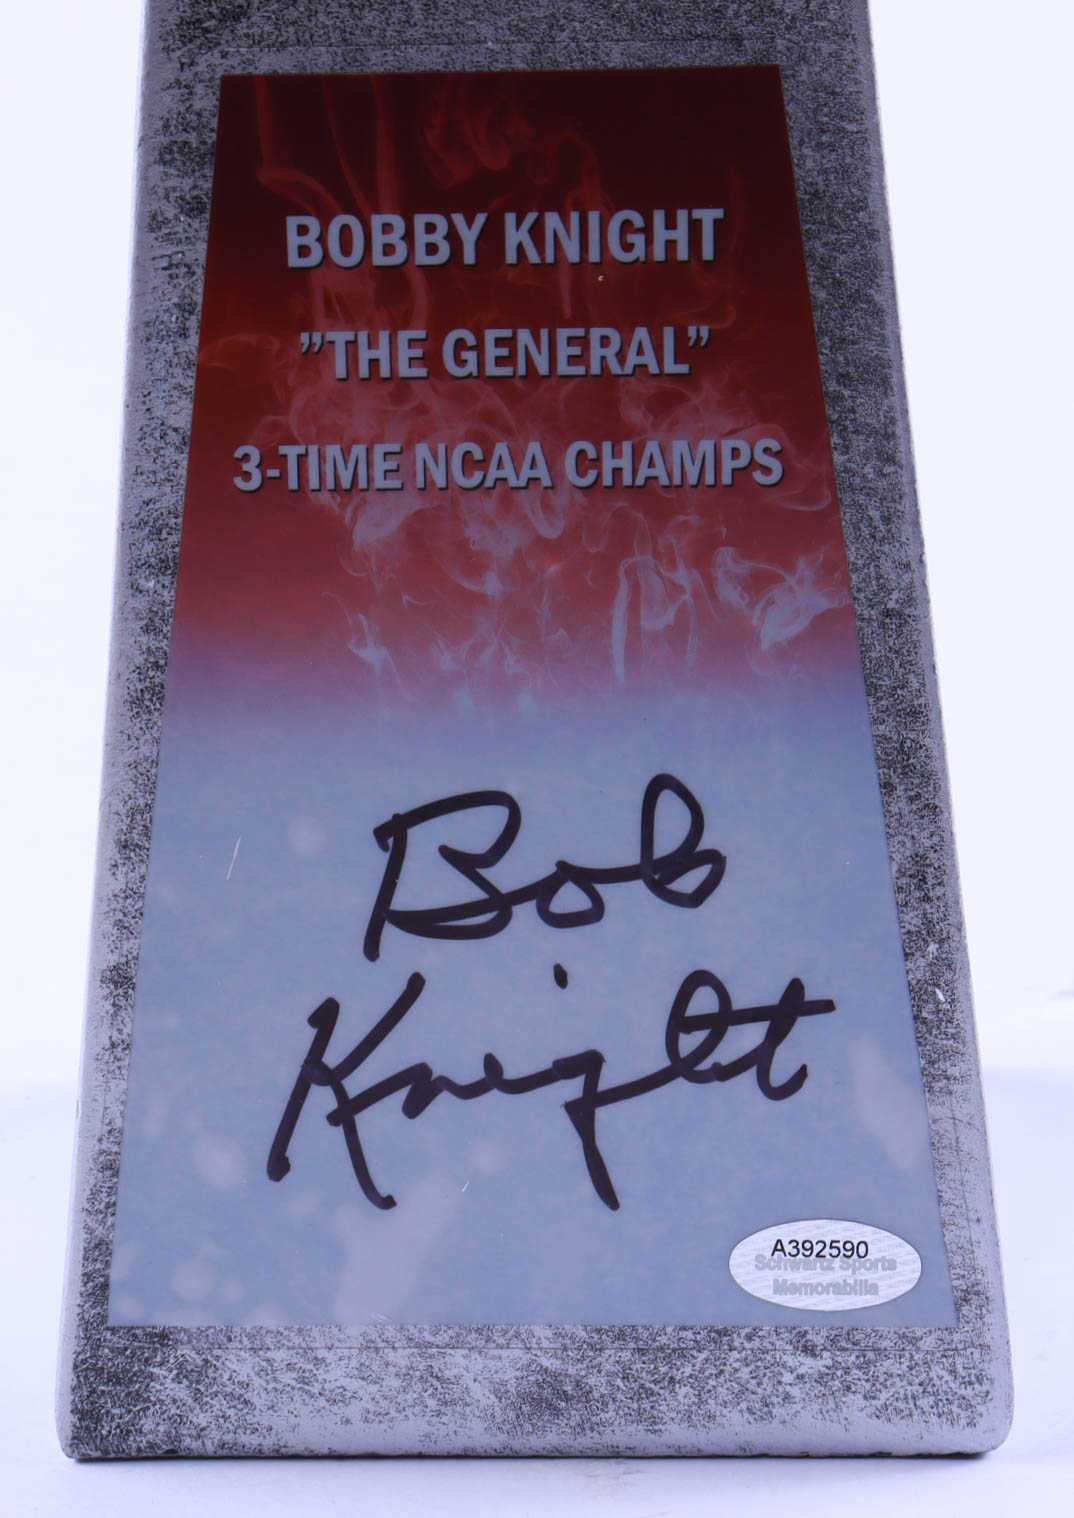 BOBBY KNIGHT
”THE GENERAL”
3-TIME NCAA CHAMPS
Bob
Knight
A392590
Schwartz Sports
Memorabilia